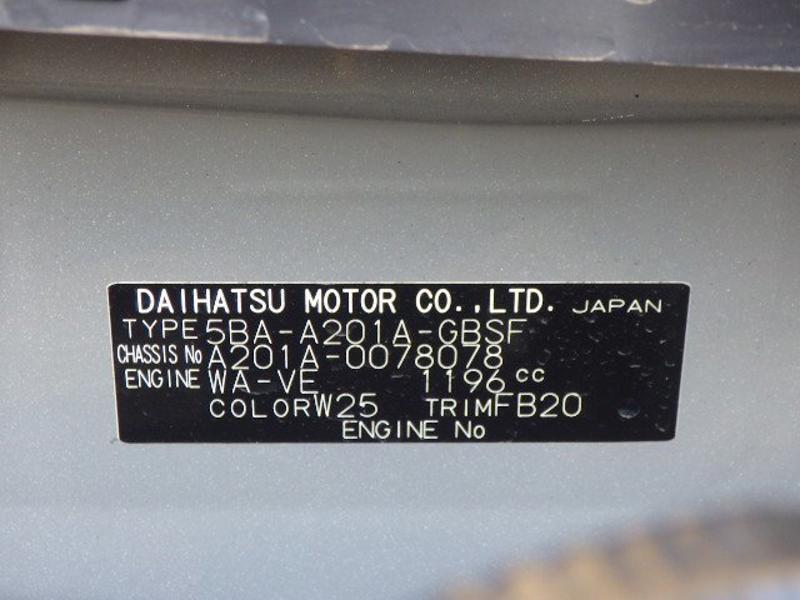 DAIHATSU MOTOR CO.,LTD. JAPAN
TYPE 5BA-A201A-GBSF
CHASSIS No A201A-0078078
ENGINE WA-VE 1196 cc
COLOR W25 TRIM FB20
ENGINE No